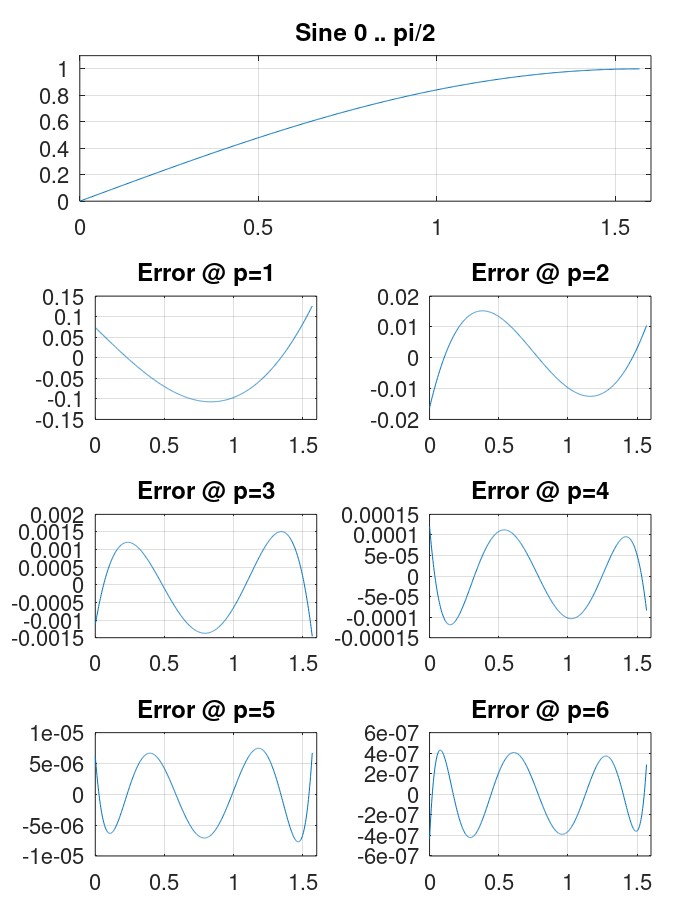 Sine 0 .. pi/2
1
0.8
0.6
0.4
0.2
0
0 0.5 1 1.5
Error @ p=1
0.15
0.1
0.05
0
-0.05
-0.1
-0.15
0 0.5 1 1.5
Error @ p=2
0.02
0.01
0
-0.01
-0.02
0 0.5 1 1.5
Error @ p=3
0.002
0.0015
0.001
0.0005
0
-0.0005
-0.001
-0.0015
0 0.5 1 1.5
Error @ p=4
0.00015
0.0001
5e-05
0
-5e-05
-0.0001
-0.00015
0 0.5 1 1.5
Error @ p=5
1e-05
5e-06
0
-5e-06
-1e-05
0 0.5 1 1.5
Error @ p=6
6e-07
4e-07
2e-07
0
-2e-07
-4e-07
-6e-07
0 0.5 1 1.5